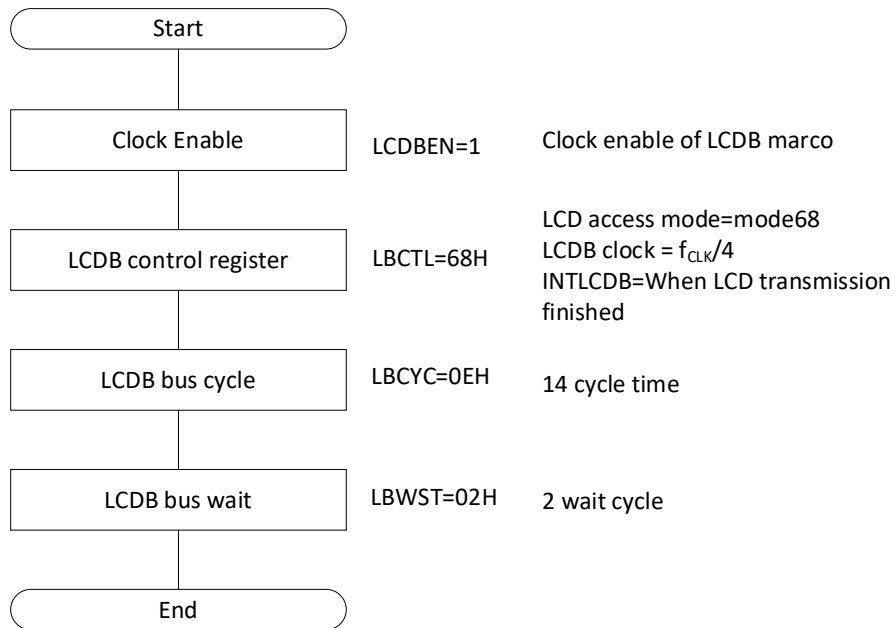 Start
Clock Enable
LCDBEN=1
Clock enable of LCDB marco
LCDB control register
LBCTL=68H
LCD access mode=mode68
LCDB clock = fCLK/4
INTLCDB=When LCD transmission
finished
LCDB bus cycle
LBCYC=0EH
14 cycle time
LCDB bus wait
LBWST=02H
2 wait cycle
End